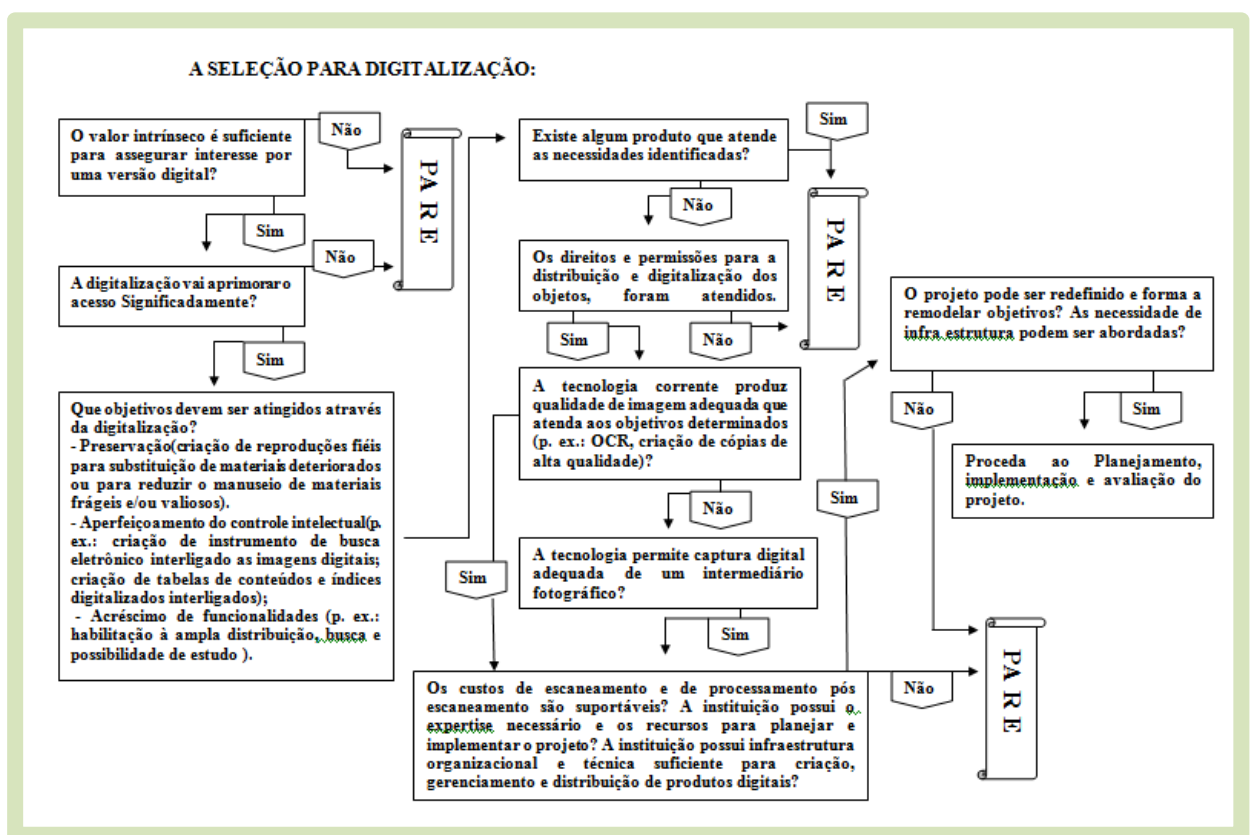 A SELEÇÃO PARA DIGITALIZAÇÃO:
O valor intrínseco é suficiente
para assegurar interesse por
uma versão digital?
Não
Sim
PARE
A digitalização vai aprimorar o
acesso Significadamente?
Não
Sim
Que objetivos devem ser atingidos através
da digitalização?
- Preservação(criação de reproduções fiéis
para substituição de materiais deteriorados
ou para reduzir o manuseio de materiais
frágeis e/ou valiosos).
- Aperfeiçoamento do controle intelectual(p.
ex.: criação de instrumento de busca
eletrônico interligado as imagens digitais;
criação de tabelas de conteúdos e índices
digitalizados interligados);
- Acréscimo de funcionalidades (p. ex.:
habilitação à ampla distribuição, busca e
possibilidade de estudo ).
Existe algum produto que atende
as necessidades identificadas?
Sim
Não
PARE
Os direitos e permissões para a
distribuição e digitalização dos
objetos, foram atendidos.
Sim
Não
A tecnologia corrente produz
qualidade de imagem adequada que
atenda aos objetivos determinados
(p. ex.: OCR, criação de cópias de
alta qualidade)?
Não
Sim
A tecnologia permite captura digital
adequada de um intermediário
fotográfico?
Sim
Os custos de escaneamento e de processamento pós
escaneamento são suportáveis? A instituição possui o
expertise necessário e os recursos para planejar e
implementar o projeto? A instituição possui infraestrutura
organizacional e técnica suficiente para criação,
gerenciamento e distribuição de produtos digitais?
Sim
Não
O projeto pode ser redefinido e forma a
remodelar objetivos? As necessidade de
infra estrutura podem ser abordadas?
Não
Sim
Proceda ao Planejamento,
implementação e avaliação do
projeto.
PARE